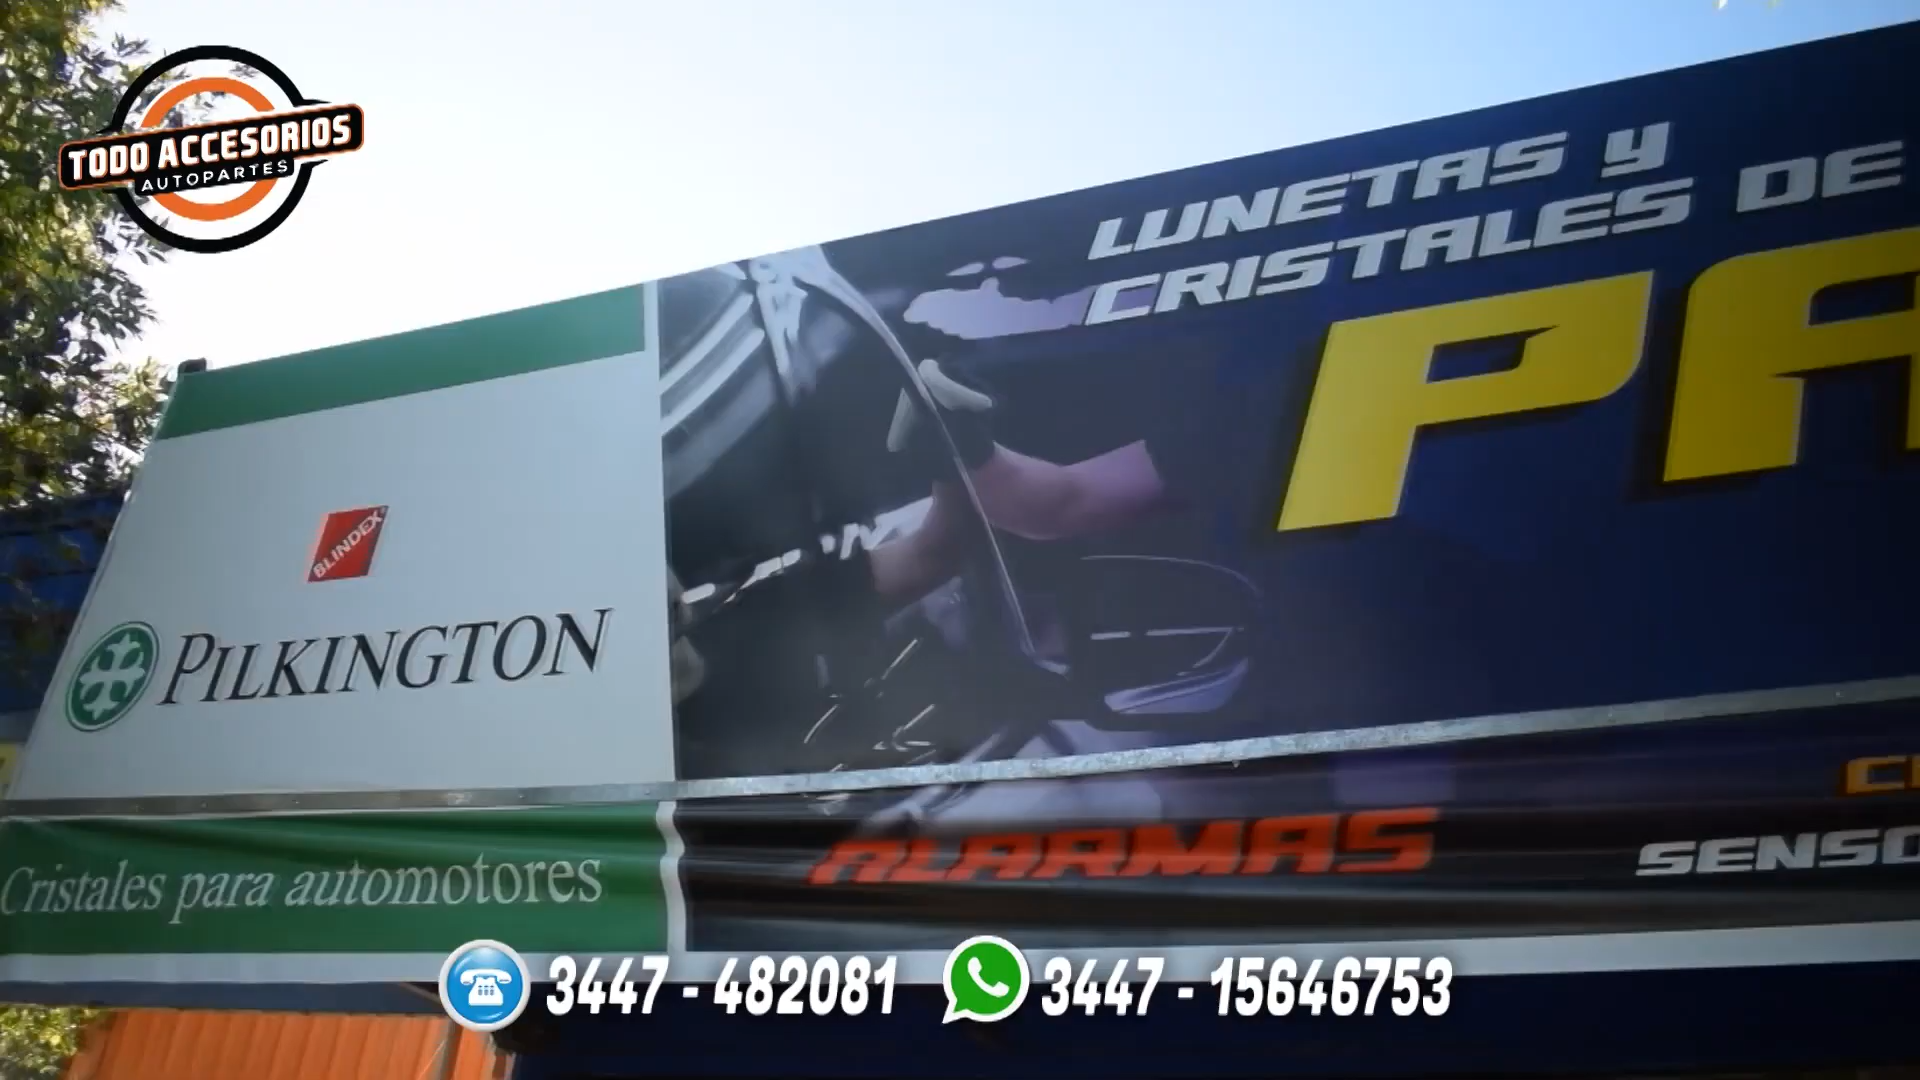 TODO ACCESORIOS
AUTOPARTES
LUNETAS Y
CRISTALES DE
BLINDEX
PILKINGTON
Cristales para automotores
ALARMAS
3447 - 482081
3447 - 15646753